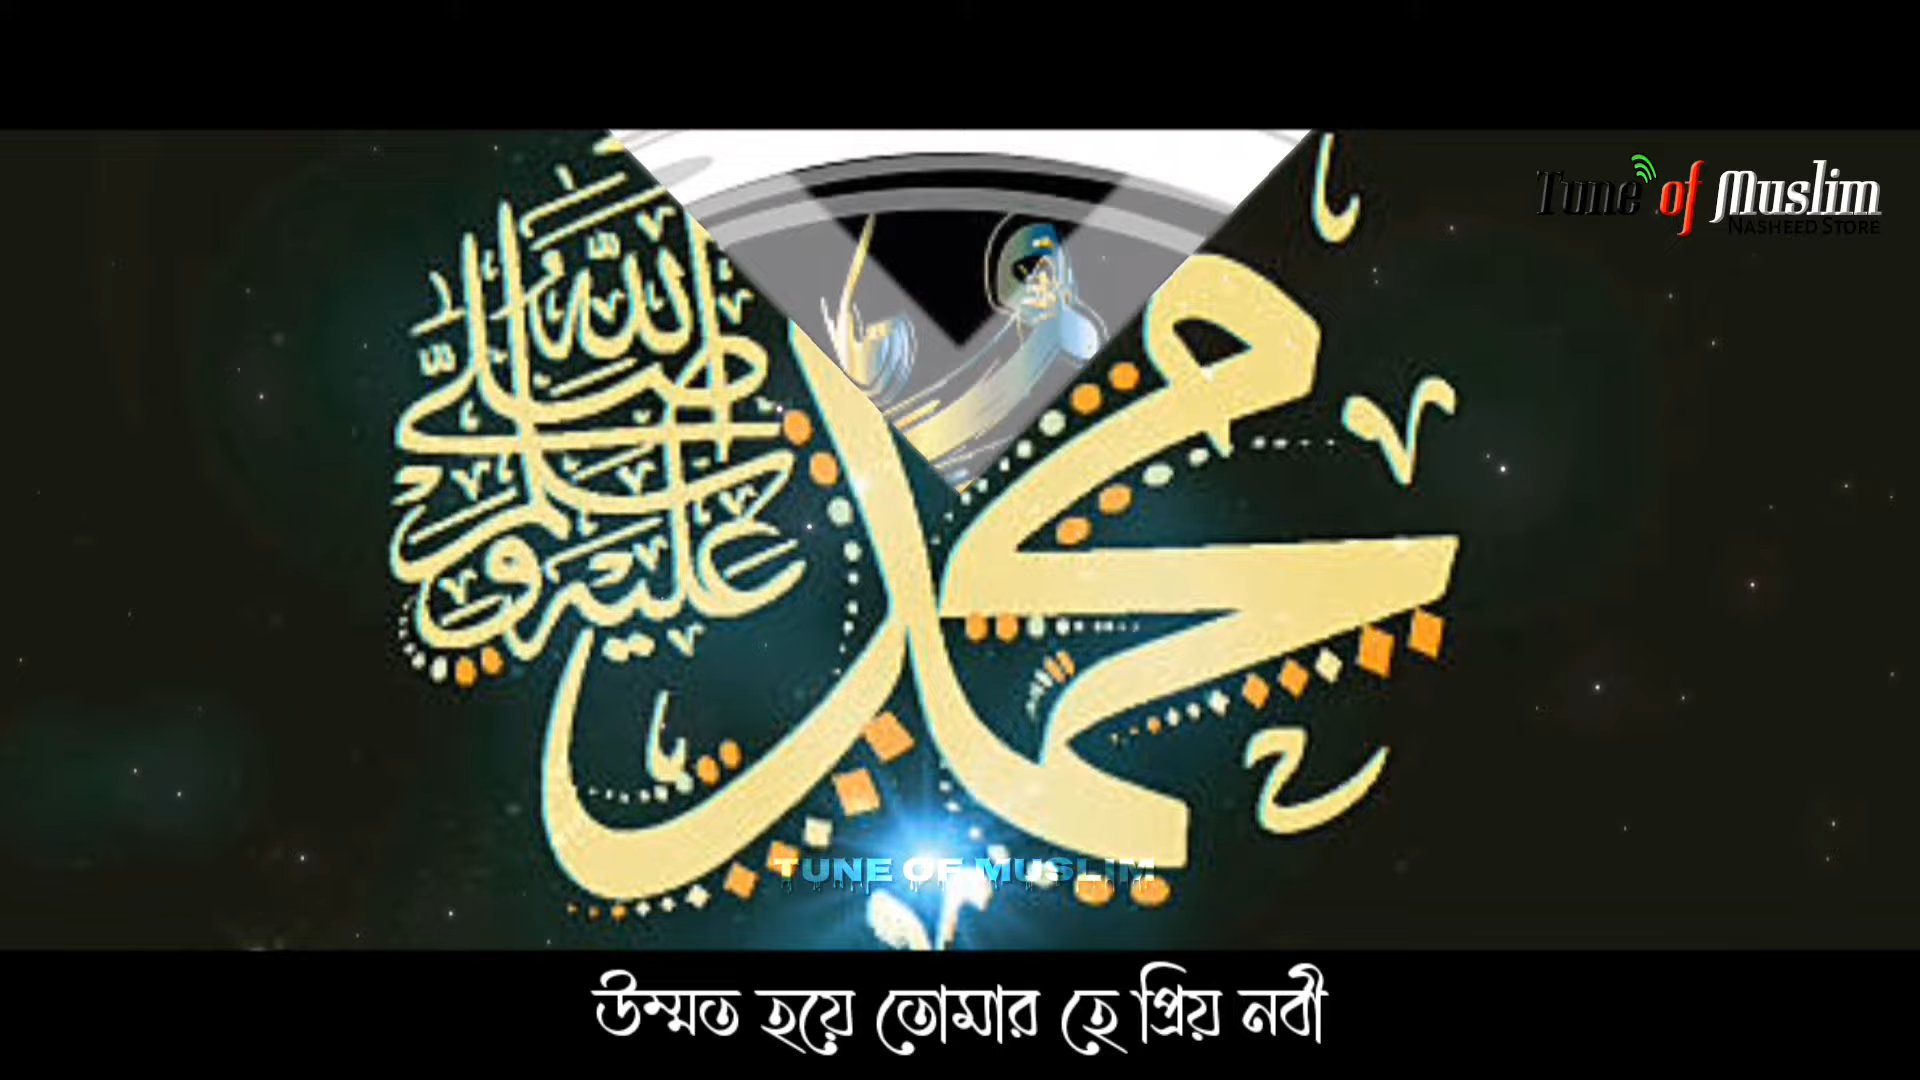 Tune of Muslim
NASHEED STORE
محمد
صلى الله عليه وسلم
TUNE OF MUSLIM
উম্মত হয়ে তোমার হে প্রিয় নবী